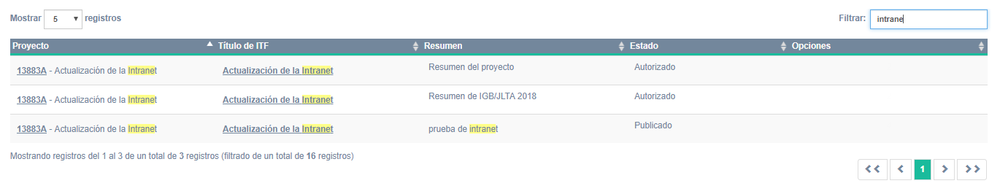 Mostrar 5 registros Filtrar: intrane
Proyecto Título de ITF Resumen Estado Opciones
13883A - Actualización de la Intranet Actualización de la Intranet Resumen del proyecto Autorizado
13883A - Actualización de la Intranet Actualización de la Intranet Resumen de IGB/JLTA 2018 Autorizado
13883A - Actualización de la Intranet Actualización de la Intranet prueba de intranet Publicado
Mostrando registros del 1 al 3 de un total de 3 registros (filtrado de un total de 16 registros)
1